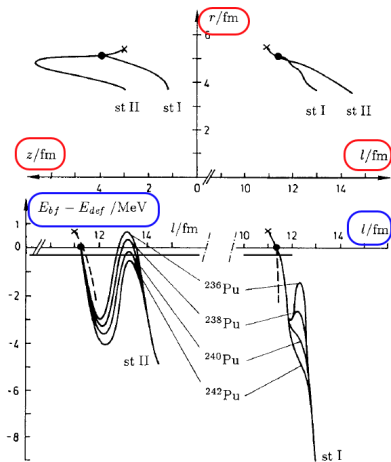 r/fm
6
4
2
0
st II
st I
st I
st II
z/fm
l/fm
4
2
10
12
14
E_bf − E_def /MeV
l/fm
l/fm
12
14
10
12
14
0
-2
-4
-6
-8
236Pu
238Pu
240Pu
242Pu
st II
st I